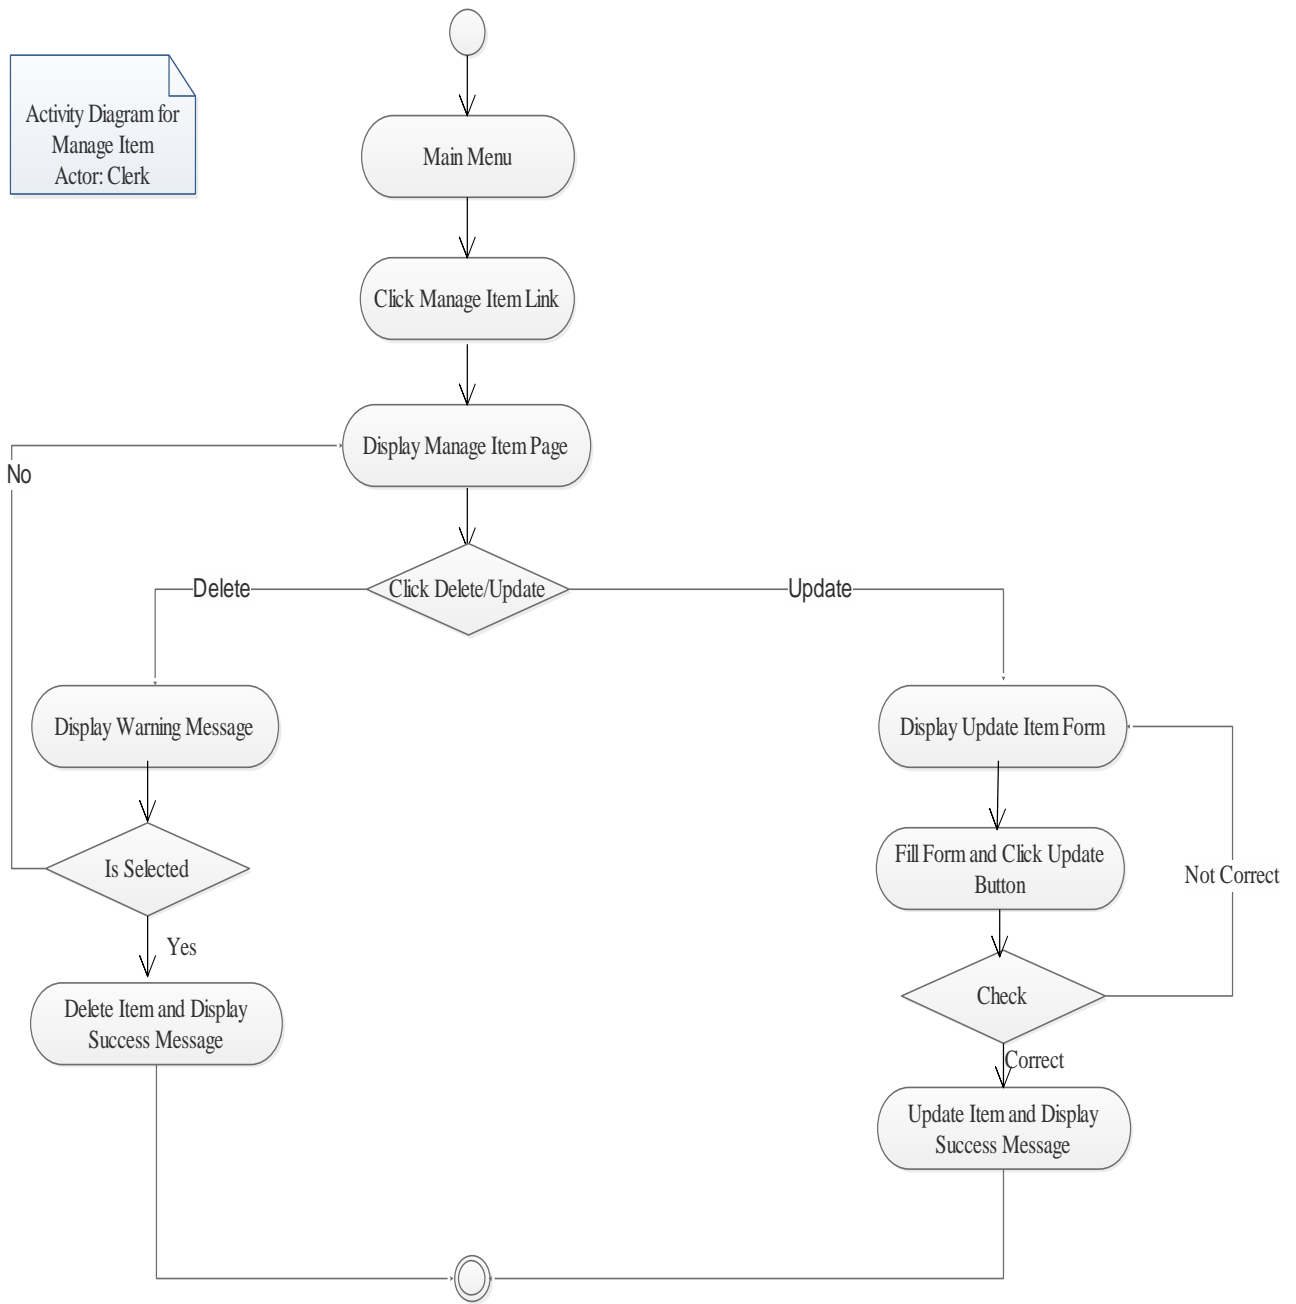 Activity Diagram for
Manage Item
Actor: Clerk
Main Menu
Click Manage Item Link
Display Manage Item Page
No
Click Delete/Update
Delete
Update
Display Warning Message
Display Update Item Form
Is Selected
Fill Form and Click Update
Button
Not Correct
Yes
Delete Item and Display
Success Message
Check
Correct
Update Item and Display
Success Message